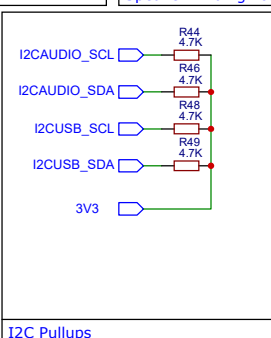 R44
4.7K
I2CAUDIO_SCL
R46
4.7K
I2CAUDIO_SDA
R48
4.7K
I2CUSB_SCL
R49
4.7K
I2CUSB_SDA
3V3
I2C Pullups